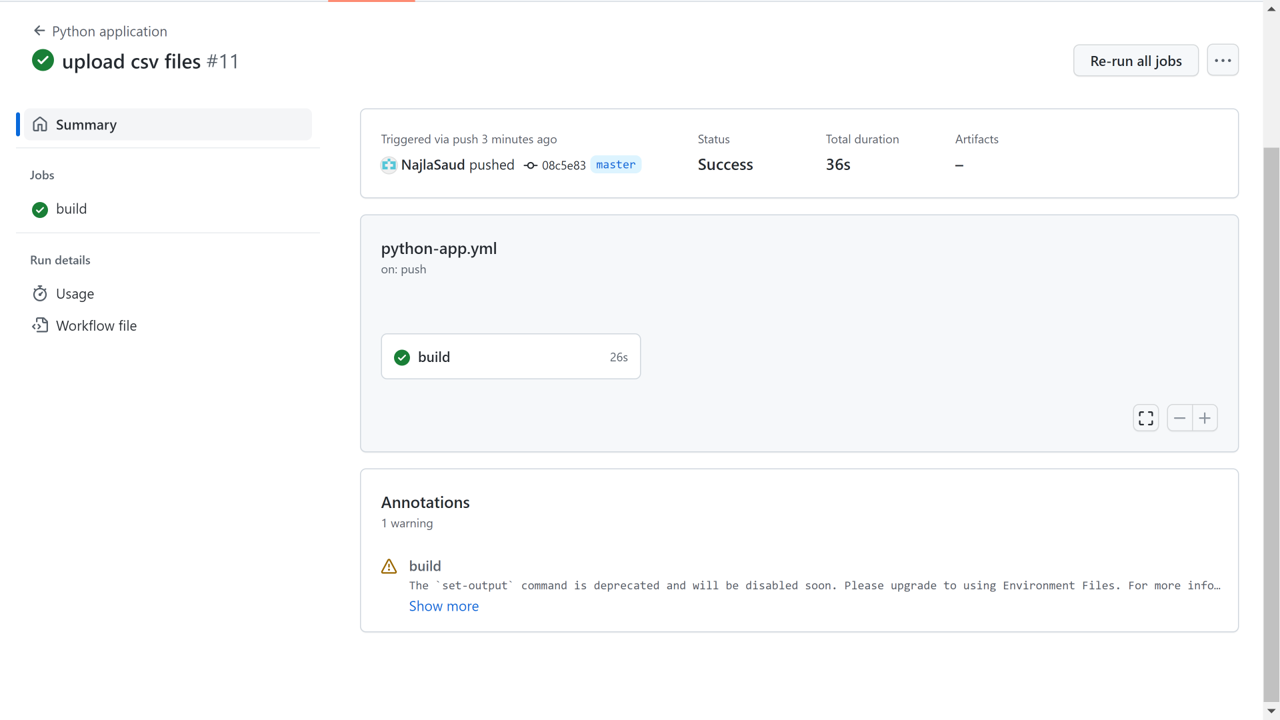 Python application
upload csv files #11
Re-run all jobs
Summary
Jobs
build
Run details
Usage
Workflow file
Triggered via push 3 minutes ago
NajlaSaud pushed 08c5e83 master
Status
Success
Total duration
36s
Artifacts
–
python-app.yml
on: push
build 26s
Annotations
1 warning
build
The `set-output` command is deprecated and will be disabled soon. Please upgrade to using Environment Files. For more info…
Show more